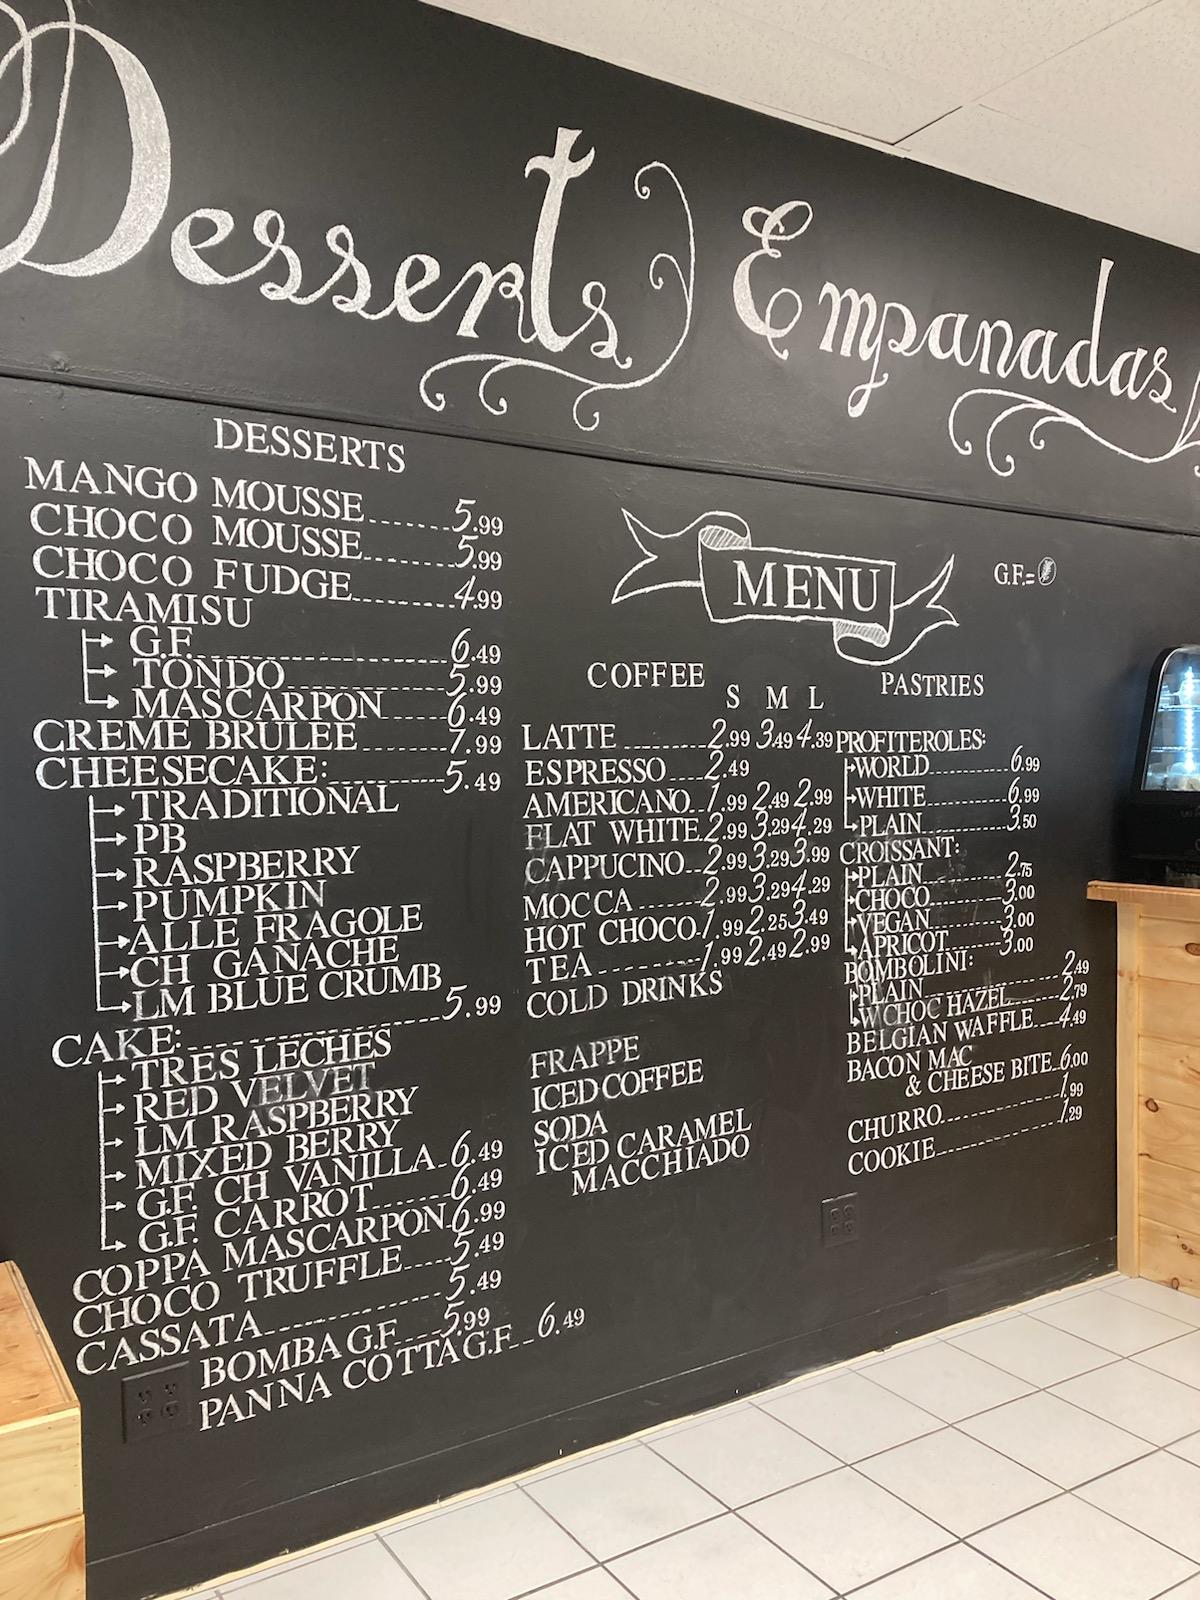 Desserts Empanadas
DESSERTS
MANGO MOUSSE 5.99
CHOCO MOUSSE 5.99
CHOCO FUDGE 4.99
TIRAMISU
G.F. 6.49
TONDO 5.99
MASCARPON 6.49
CREME BRULEE 7.99
CHEESECAKE: 5.49
TRADITIONAL
PB
RASPBERRY
PUMPKIN
ALLE FRAGOLE
CH GANACHE
LM BLUE CRUMB
CAKE: 5.99
TRES LECHES
RED VELVET
LM RASPBERRY
MIXED BERRY
G.F. CH VANILLA 6.49
G.F. CARROT 6.49
COPPA MASCARPON 6.99
CHOCO TRUFFLE 5.49
CASSATA 5.49
BOMBA G.F. 5.99
PANNA COTTA G.F. 6.49
MENU
G.F.=
COFFEE
S M L
LATTE 2.99 3.49 4.39
ESPRESSO 2.49
AMERICANO 1.99 2.49 2.99
FLAT WHITE 2.99 3.29 4.29
CAPPUCINO 2.99 3.29 3.99
MOCCA 2.99 3.29 4.29
HOT CHOCO 1.99 2.25 3.49
TEA 1.99 2.49 2.99
COLD DRINKS
FRAPPE
ICED COFFEE
SODA
ICED CARAMEL
MACCHIADO
PASTRIES
PROFITEROLES:
WORLD 6.99
WHITE 6.99
PLAIN 3.50
CROISSANT:
PLAIN 2.75
CHOCO 3.00
VEGAN 3.00
APRICOT 3.00
BOMBOLINI:
PLAIN 2.49
W.CHOC HAZEL 2.79
BELGIAN WAFFLE 4.49
BACON MAC
& CHEESE BITE 6.00
CHURRO 1.99
COOKIE 1.29